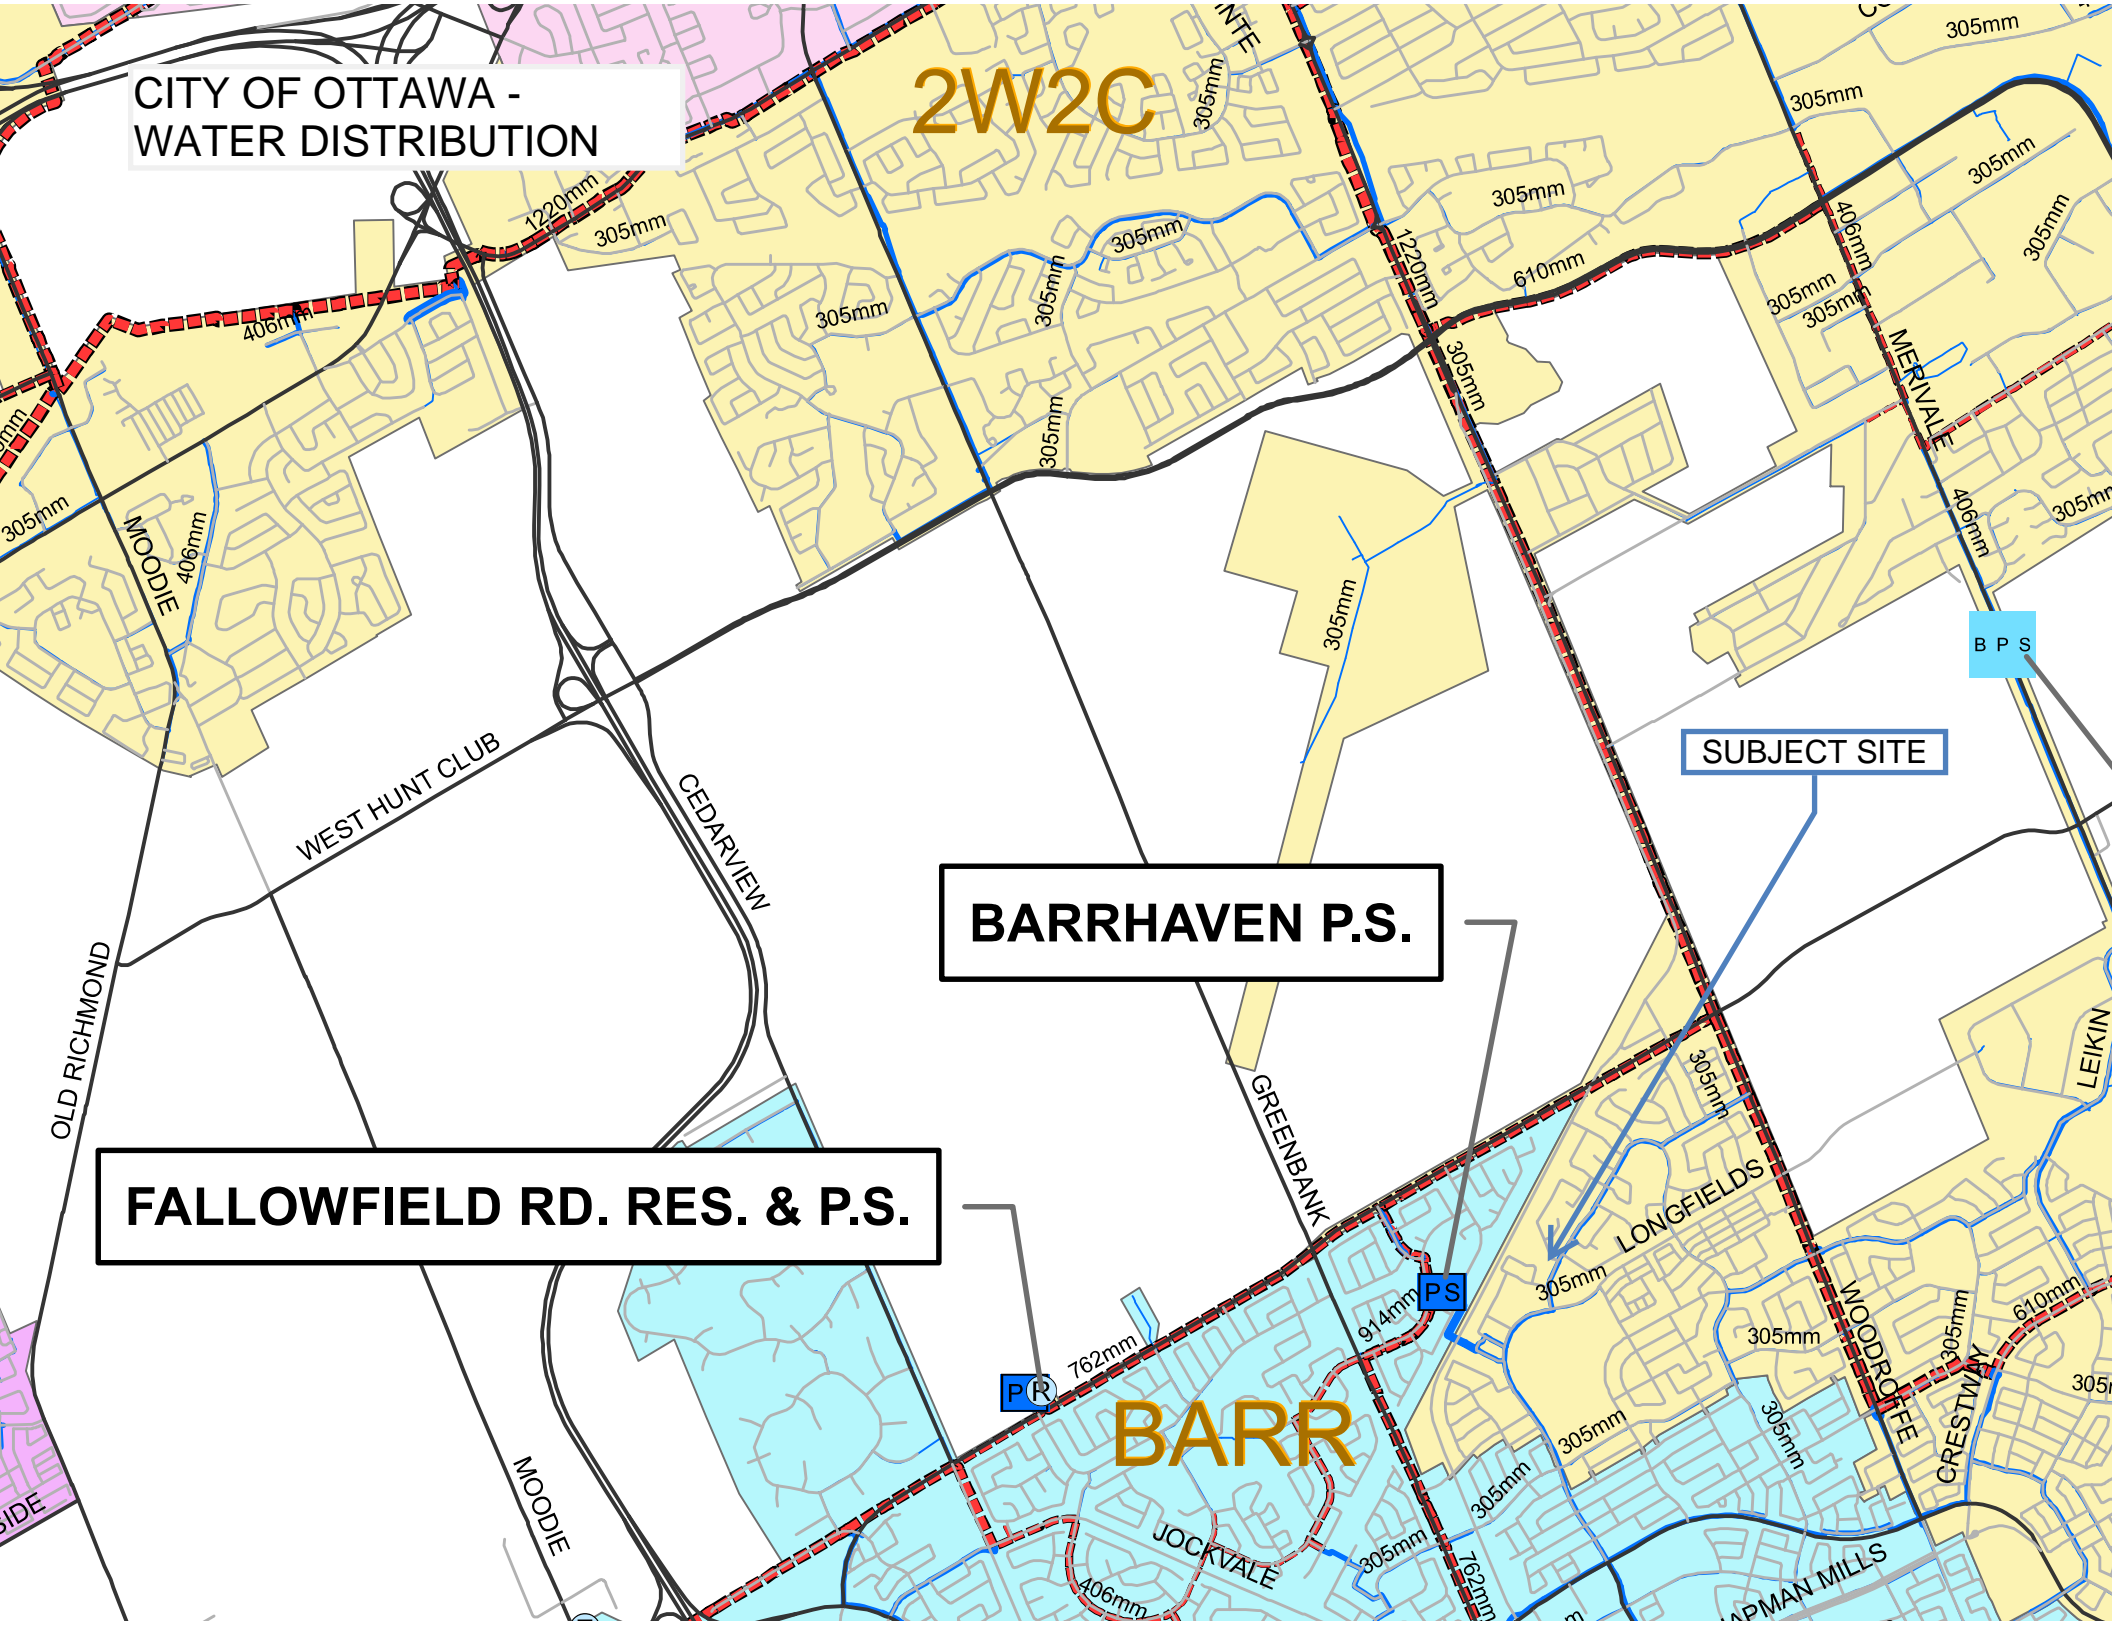 CITY OF OTTAWA -
WATER DISTRIBUTION
2W2C
305mm
305mm
305mm
305mm
305mm
305mm
1220mm
305mm
305mm
406mm
1220mm
610mm
305mm
305mm
305mm
406mm
305mm
305mm
MERIVALE
305mm
305mm
406mm
305mm
MOODIE
406mm
305mm
B P S
SUBJECT SITE
WEST HUNT CLUB
CEDARVIEW
BARRHAVEN P.S.
OLD RICHMOND
LEIKIN
305mm
GREENBANK
FALLOWFIELD RD. RES. & P.S.
LONGFIELDS
305mm
P S
914mm
WOODROFFE
305mm
305mm
610mm
762mm
P R
BARR
CRESTWAY
305mm
305mm
305mm
MOODIE
JOCKVALE
305mm
406mm
762mm